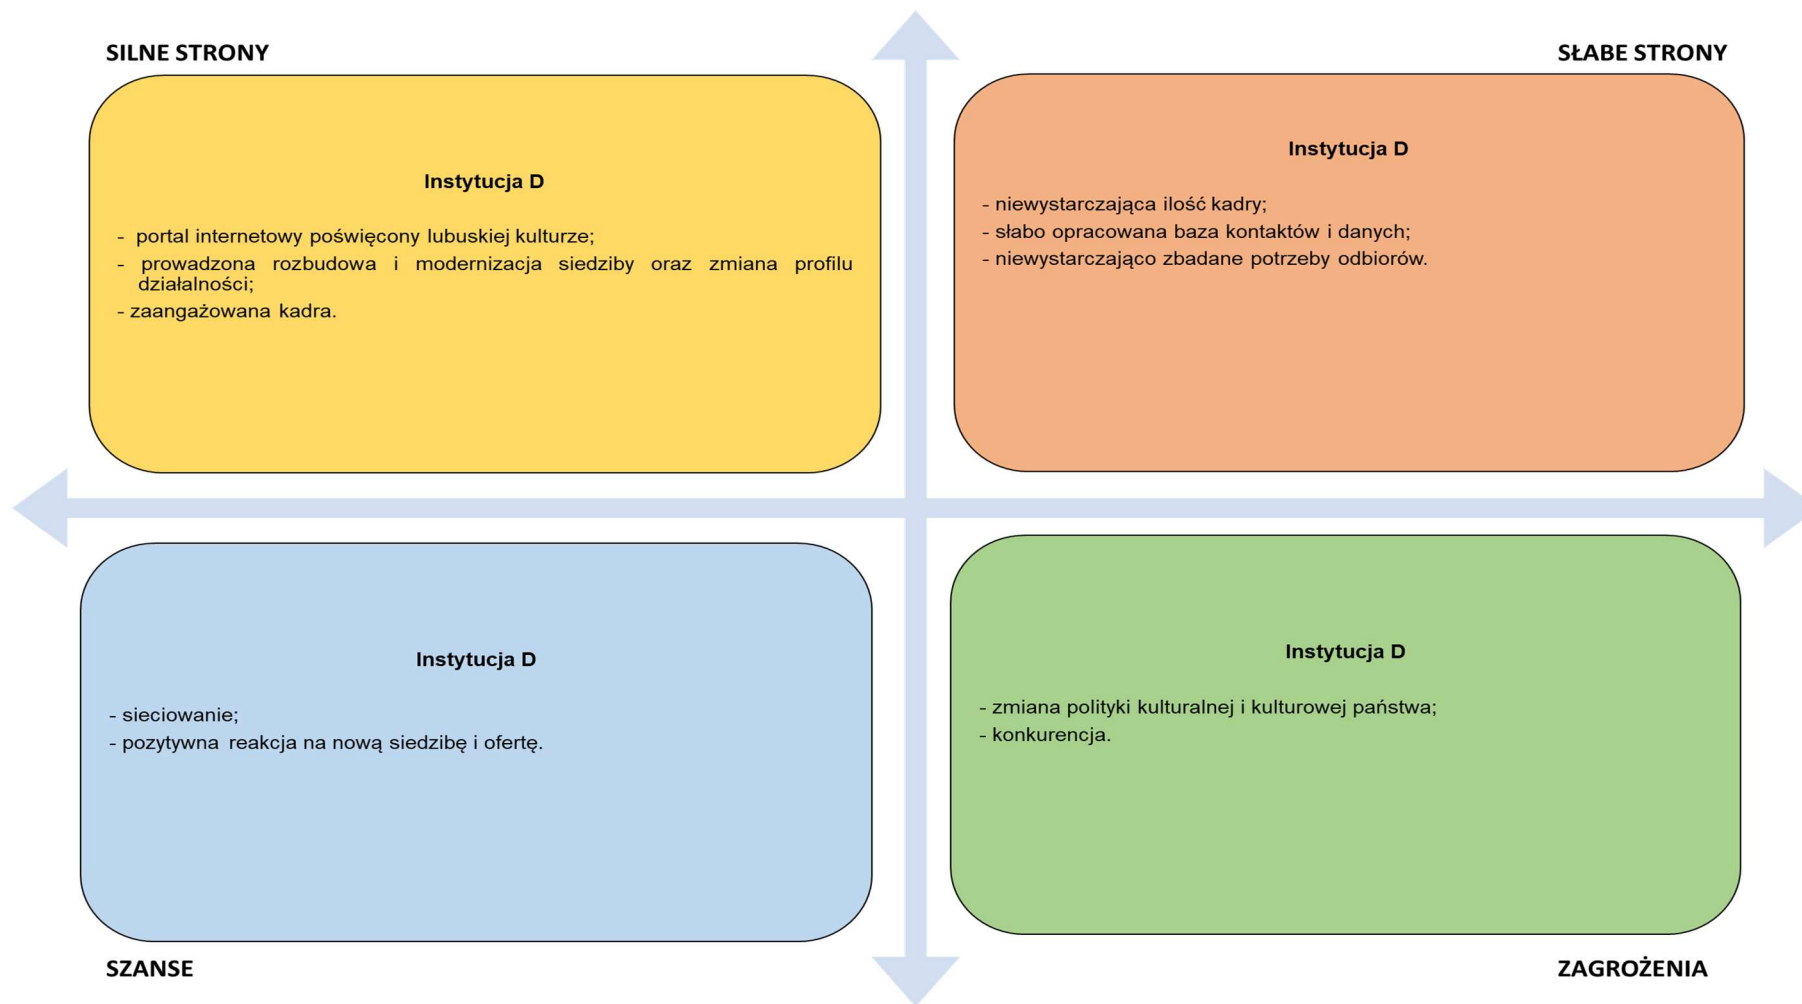 SILNE STRONY
Instytucja D
- portal internetowy poświęcony lubuskiej kulturze;
- prowadzona rozbudowa i modernizacja siedziby oraz zmiana profilu
działalności;
- zaangażowana kadra.
SŁABE STRONY
Instytucja D
- niewystarczająca ilość kadry;
- słabo opracowana baza kontaktów i danych;
- niewystarczająco zbadane potrzeby odbiorów.
Instytucja D
- sieciowanie;
- pozytywna reakcja na nową siedzibę i ofertę.
SZANSE
Instytucja D
- zmiana polityki kulturalnej i kulturowej państwa;
- konkurencja.
ZAGROŻENIA